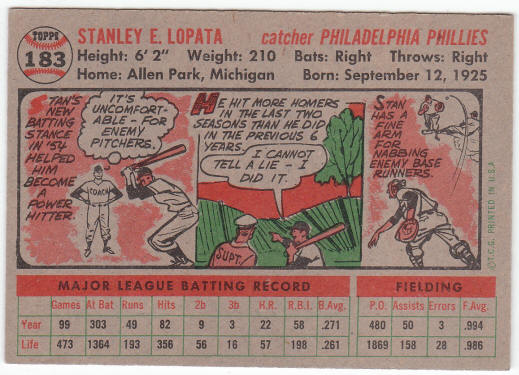 TOPPS
183
STANLEY E. LOPATA catcher PHILADELPHIA PHILLIES
Height: 6' 2" Weight: 210 Bats: Right Throws: Right
Home: Allen Park, Michigan Born: September 12, 1925
STAN'S
NEW
BATTING
STANCE
IN '54
HELPED
HIM
BECOME
A
POWER
HITTER.
IT'S
UNCOMFORT-
ABLE - FOR
ENEMY
PITCHERS.
COACH
HE HIT MORE HOMERS
IN THE LAST TWO
SEASONS THAN HE DID
IN THE PREVIOUS 6
YEARS.
I CANNOT
TELL A LIE - I
DID IT.
SUPT.
STAN
HAS A
FINE
ARM
FOR
NABBING
ENEMY BASE
RUNNERS.
©T.C.G. PRINTED IN U.S.A.
MAJOR LEAGUE BATTING RECORD FIELDING
Games At Bat Runs Hits 2b 3b H.R. R.B.I. B.Avg. P.O. Assists Errors F.Avg.
Year 99 303 49 82 9 3 22 58 .271 480 50 3 .994
Life 473 1364 193 356 56 16 57 198 .261 1869 158 28 .986